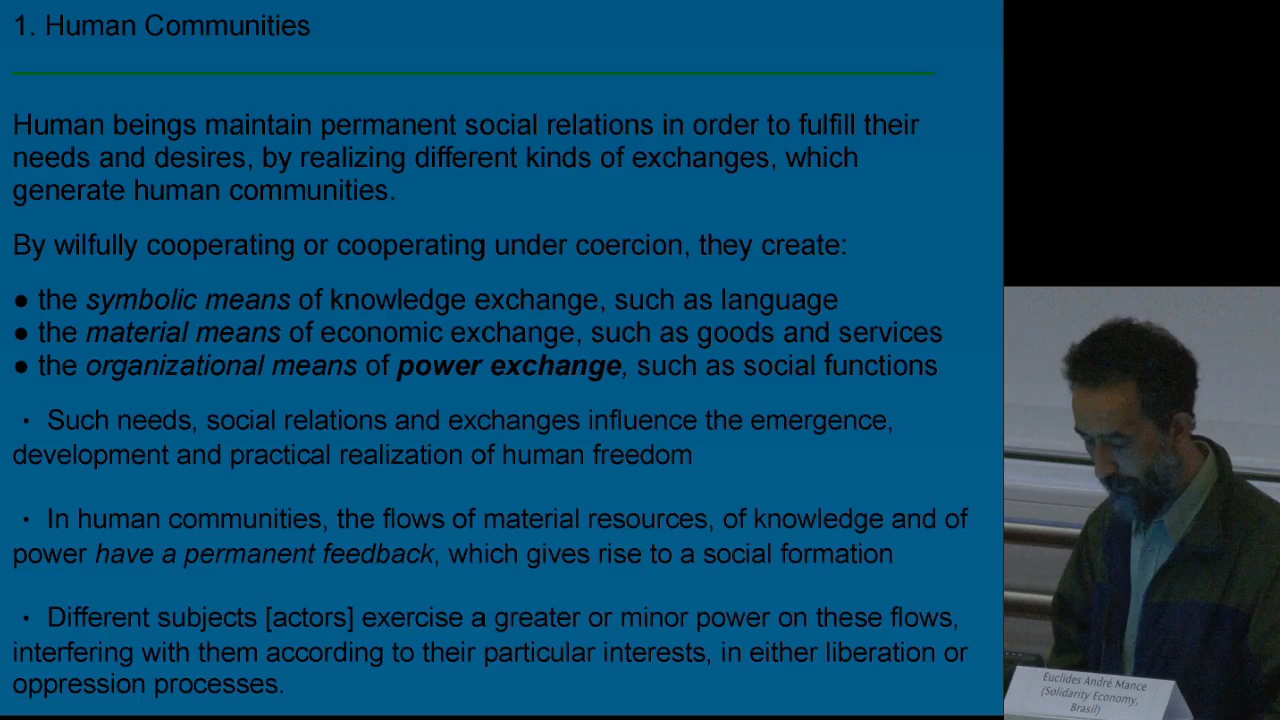 1. Human Communities
Human beings maintain permanent social relations in order to fulfill their
needs and desires, by realizing different kinds of exchanges, which
generate human communities.
By wilfully cooperating or cooperating under coercion, they create:
● the symbolic means of knowledge exchange, such as language
● the material means of economic exchange, such as goods and services
● the organizational means of power exchange, such as social functions
· Such needs, social relations and exchanges influence the emergence,
development and practical realization of human freedom
· In human communities, the flows of material resources, of knowledge and of
power have a permanent feedback, which gives rise to a social formation
· Different subjects [actors] exercise a greater or minor power on these flows,
interfering with them according to their particular interests, in either liberation or
oppression processes.
Euclides André Mance
(Solidarity Economy,
Brasil)